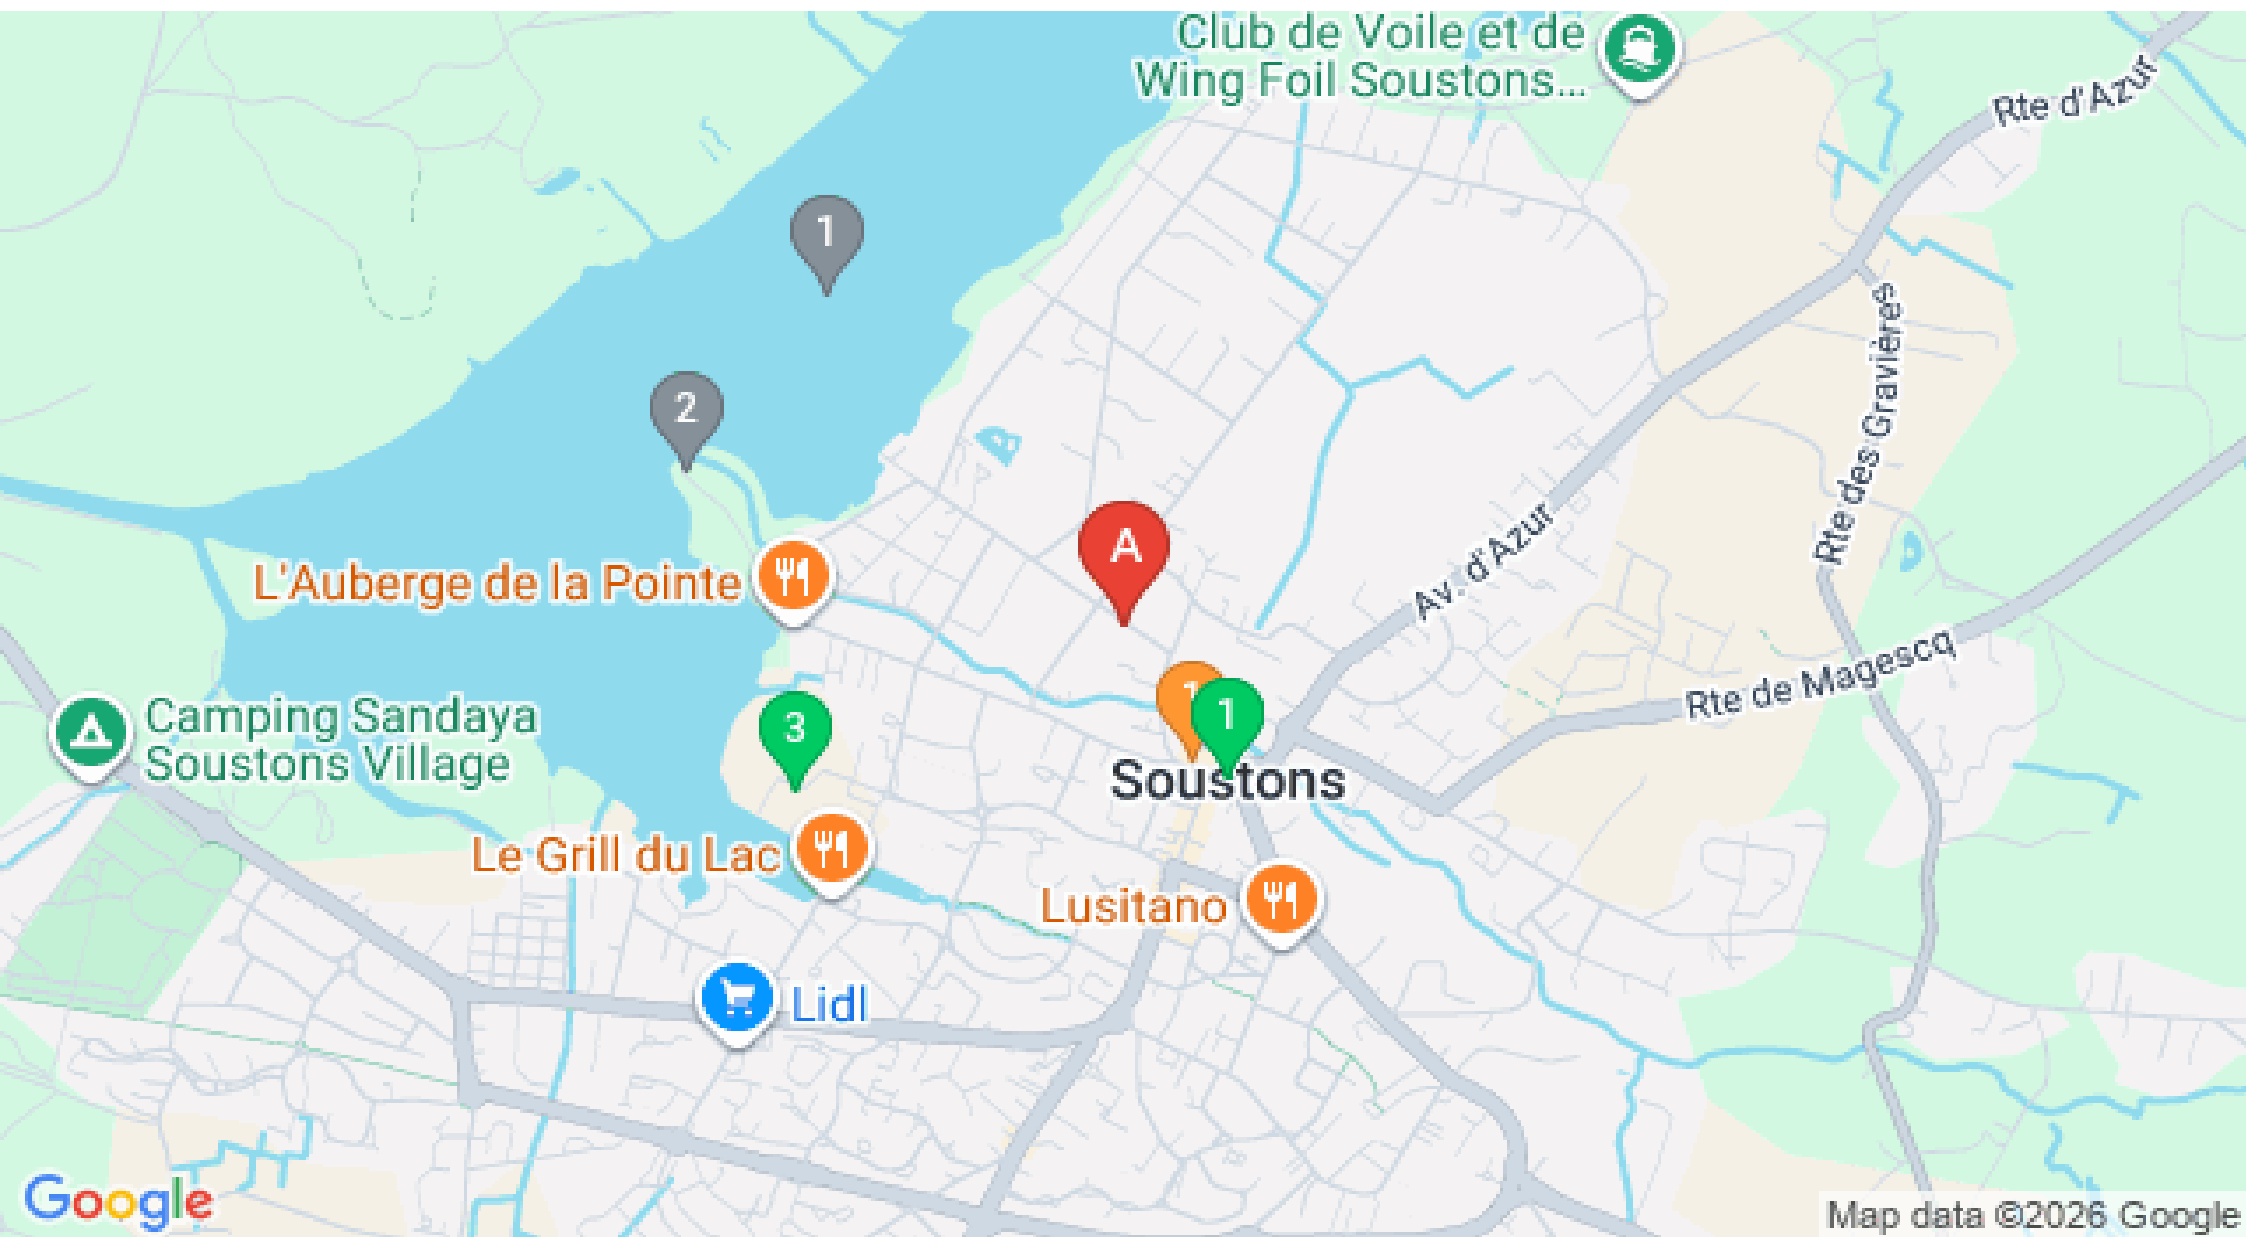 Club de Voile et de
Wing Foil Soustons...
Rte d'Azur
1
Rte des Gravières
2
A
Av. d'Azur
L'Auberge de la Pointe
Rte de Magescq
Camping Sandaya
Soustons Village
3
1
1
Soustons
Le Grill du Lac
Lusitano
Lidl
Google
Map data ©2026 Google